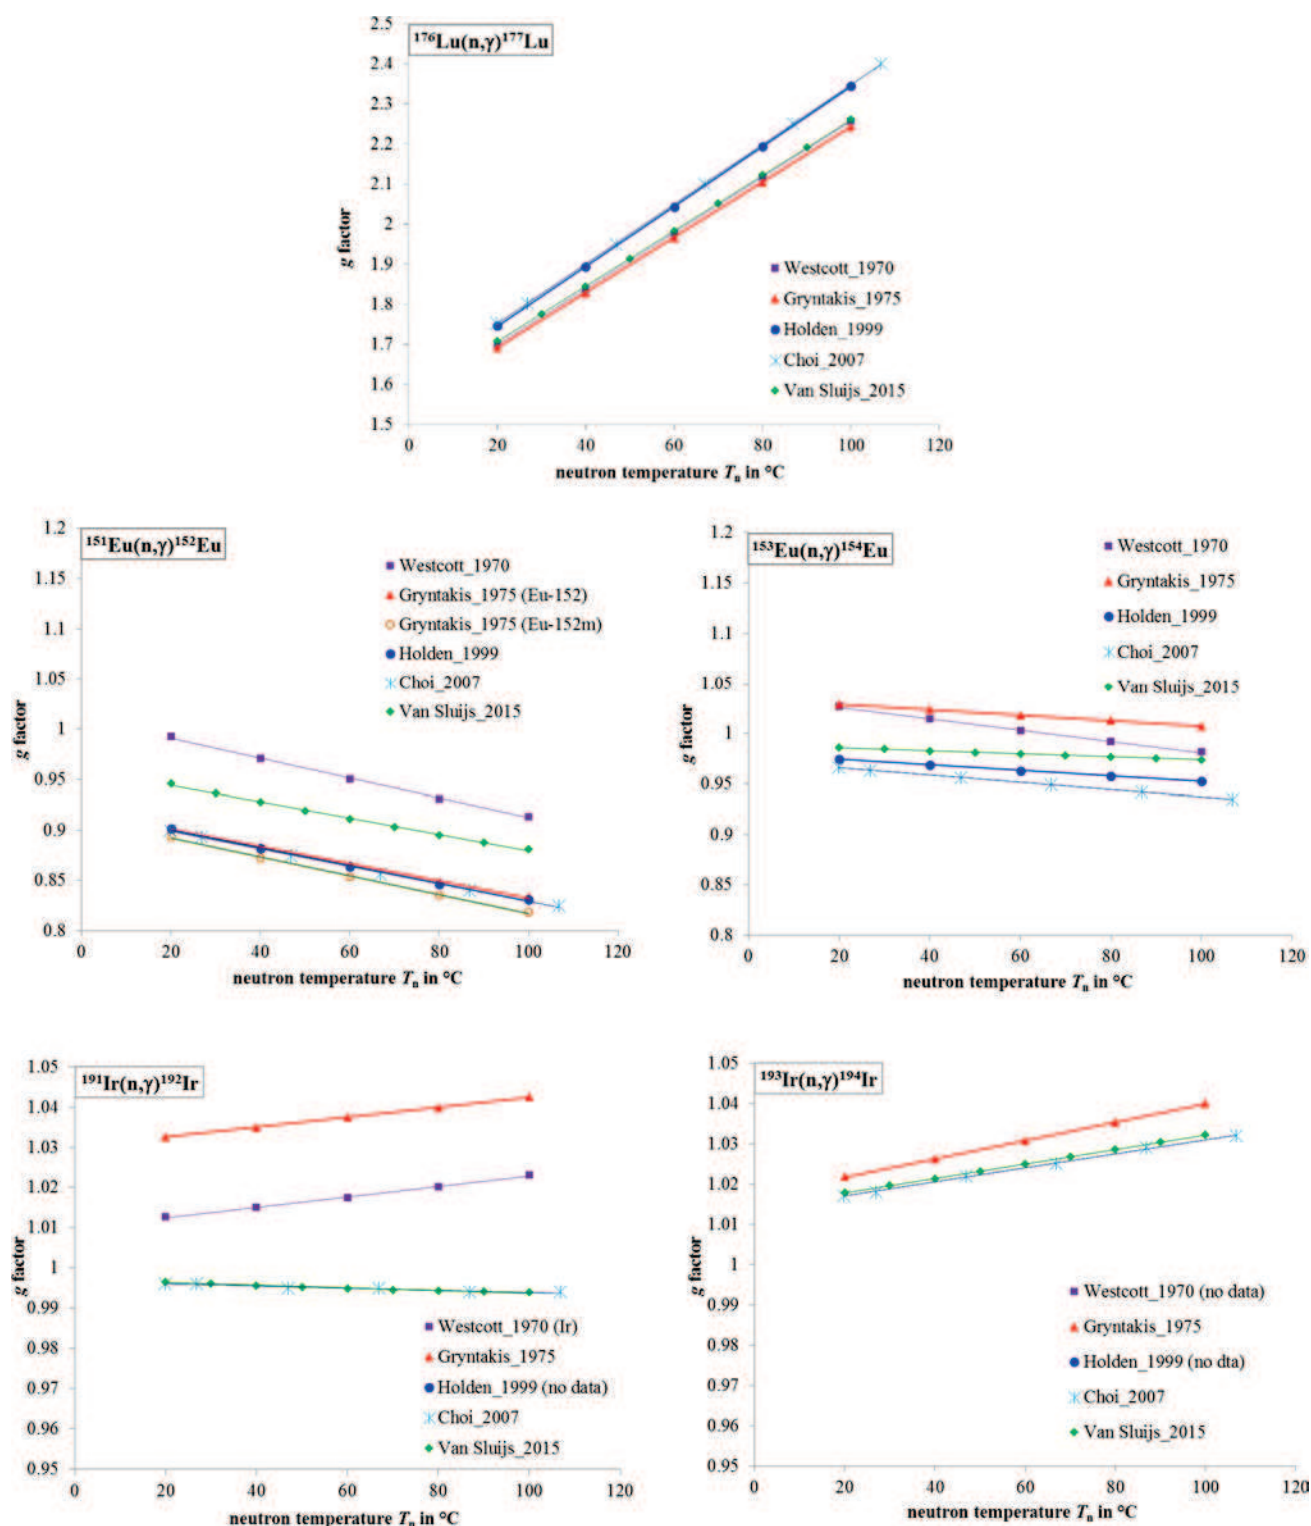 ¹⁷⁶Lu(n,γ)¹⁷⁷Lu
2.5
2.4
2.3
2.2
2.1
2
1.9
1.8
1.7
1.6
1.5
g factor
Westcott_1970
Gryntakis_1975
Holden_1999
Choi_2007
Van Sluijs_2015
0 20 40 60 80 100 120
neutron temperature Tₙ in °C
¹⁵¹Eu(n,γ)¹⁵²Eu
1.2
1.15
1.1
1.05
1
0.95
0.9
0.85
0.8
g factor
Westcott_1970
Gryntakis_1975 (Eu-152)
Gryntakis_1975 (Eu-152m)
Holden_1999
Choi_2007
Van Sluijs_2015
0 20 40 60 80 100 120
neutron temperature Tₙ in °C
¹⁵³Eu(n,γ)¹⁵⁴Eu
1.2
1.15
1.1
1.05
1
0.95
0.9
0.85
0.8
g factor
Westcott_1970
Gryntakis_1975
Holden_1999
Choi_2007
Van Sluijs_2015
0 20 40 60 80 100 120
neutron temperature Tₙ in °C
¹⁹¹Ir(n,γ)¹⁹²Ir
1.05
1.04
1.03
1.02
1.01
1
0.99
0.98
0.97
0.96
0.95
g factor
Westcott_1970 (Ir)
Gryntakis_1975
Holden_1999 (no data)
Choi_2007
Van Sluijs_2015
0 20 40 60 80 100 120
neutron temperature Tₙ in °C
¹⁹³Ir(n,γ)¹⁹⁴Ir
1.05
1.04
1.03
1.02
1.01
1
0.99
0.98
0.97
0.96
0.95
g factor
Westcott_1970 (no data)
Gryntakis_1975
Holden_1999 (no dta)
Choi_2007
Van Sluijs_2015
0 20 40 60 80 100 120
neutron temperature Tₙ in °C